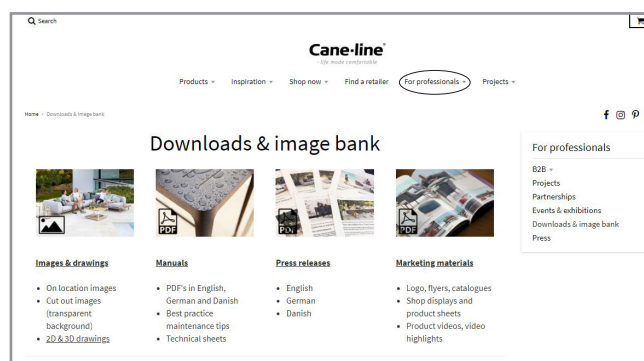 Search
Cane-line®
- life made comfortable
Products Inspiration Shop now Find a retailer For professionals Projects
Home Downloads & image bank
Downloads & image bank
For professionals
B2B
Projects
Partnerships
Events & exhibitions
Downloads & image bank
Press
PDF
PDF
PDF
Images & drawings
• On location images
• Cut out images
(transparent
background)
• 2D & 3D drawings
Manuals
• PDF's in English,
German and Danish
• Best practice
maintenance tips
• Technical sheets
Press releases
• English
• German
• Danish
Marketing materials
• Logo, flyers, catalogues
• Shop displays and
product sheets
• Product videos, video
highlights